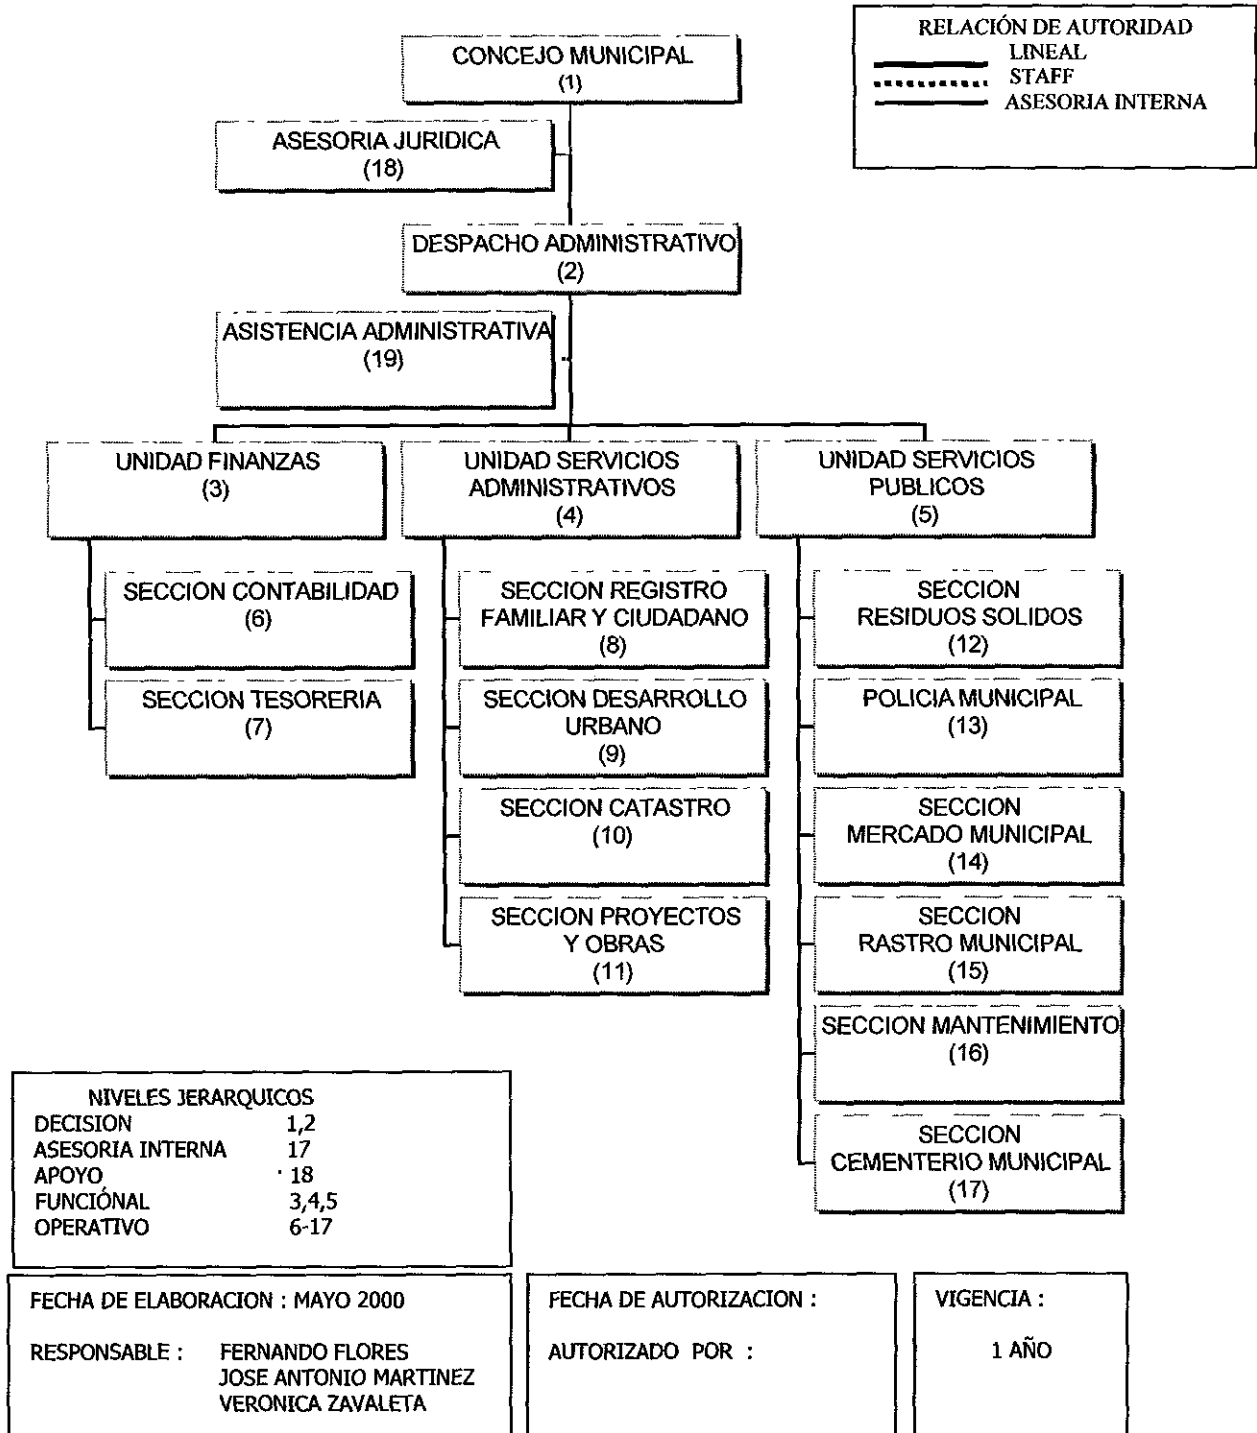 RELACIÓN DE AUTORIDAD
LINEAL
STAFF
ASESORIA INTERNA
CONCEJO MUNICIPAL
(1)
ASESORIA JURIDICA
(18)
DESPACHO ADMINISTRATIVO
(2)
ASISTENCIA ADMINISTRATIVA
(19)
UNIDAD FINANZAS
(3)
UNIDAD SERVICIOS
ADMINISTRATIVOS
(4)
UNIDAD SERVICIOS
PUBLICOS
(5)
SECCION CONTABILIDAD
(6)
SECCION TESORERIA
(7)
SECCION REGISTRO
FAMILIAR Y CIUDADANO
(8)
SECCION DESARROLLO
URBANO
(9)
SECCION CATASTRO
(10)
SECCION PROYECTOS
Y OBRAS
(11)
SECCION
RESIDUOS SOLIDOS
(12)
POLICIA MUNICIPAL
(13)
SECCION
MERCADO MUNICIPAL
(14)
SECCION
RASTRO MUNICIPAL
(15)
SECCION MANTENIMIENTO
(16)
SECCION
CEMENTERIO MUNICIPAL
(17)
NIVELES JERARQUICOS
DECISION 1,2
ASESORIA INTERNA 17
APOYO 18
FUNCIÓNAL 3,4,5
OPERATIVO 6-17
FECHA DE ELABORACION : MAYO 2000
RESPONSABLE : FERNANDO FLORES
JOSE ANTONIO MARTINEZ
VERONICA ZAVALETA
FECHA DE AUTORIZACION :
AUTORIZADO POR :
VIGENCIA :
1 AÑO